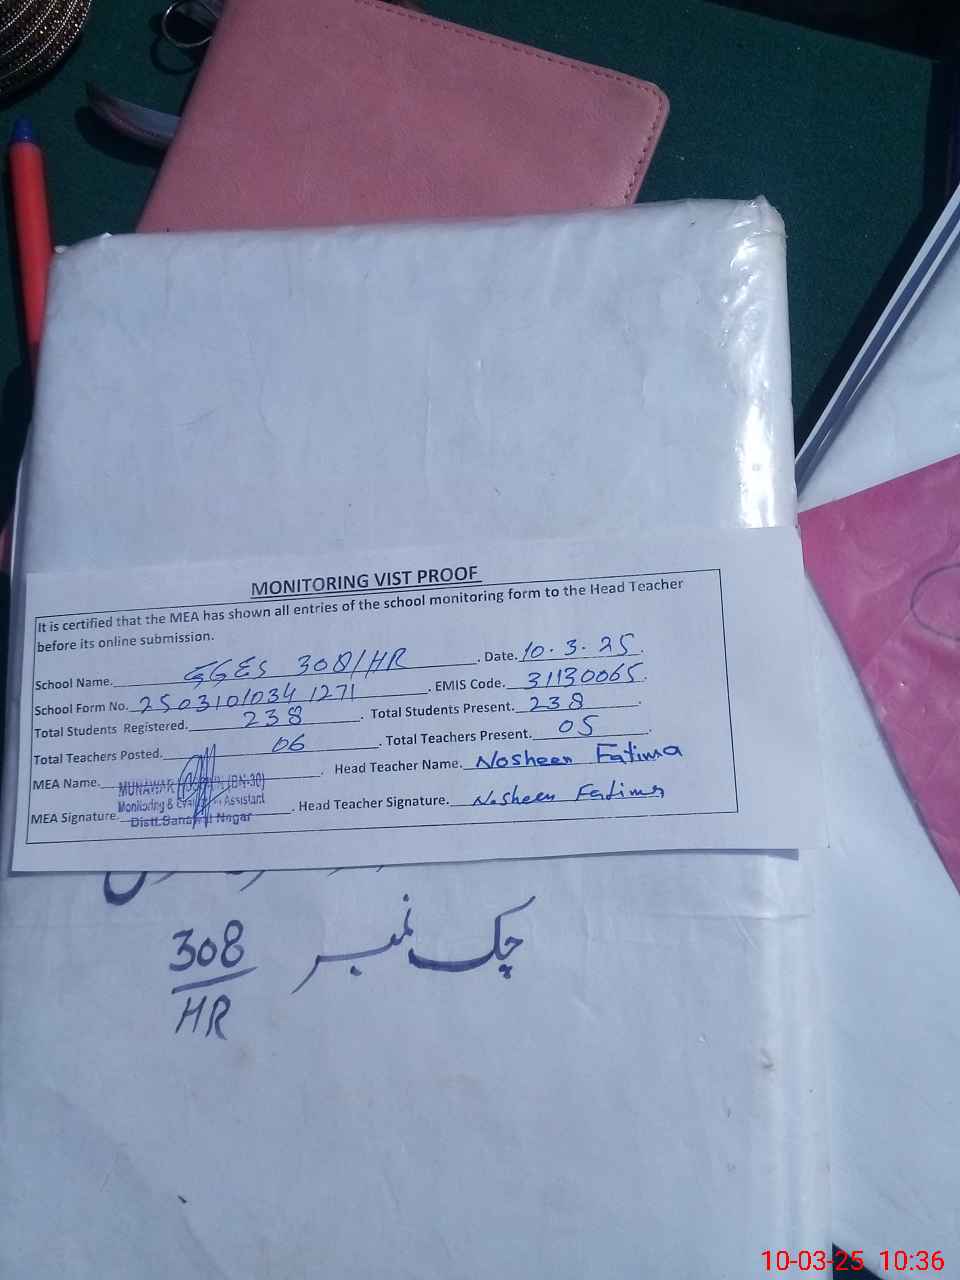 MONITORING VIST PROOF
It is certified that the MEA has shown all entries of the school monitoring form to the Head Teacher
before its online submission.
School Name. GGES 308/HR . Date. 10.3.25.
School Form No. 2503101034 1271 . EMIS Code. 31130065.
Total Students Registered. 238 . Total Students Present. 238 .
Total Teachers Posted. 06 . Total Teachers Present. 05 .
MEA Name. MUNAWAR (BN-30) . Head Teacher Name. Nosheen Fatima
Monitoring & Assistant
MEA Signature. Distt. Nagar . Head Teacher Signature. Nosheen Fatima
چک نمبر 308/HR
10-03-25 10:36